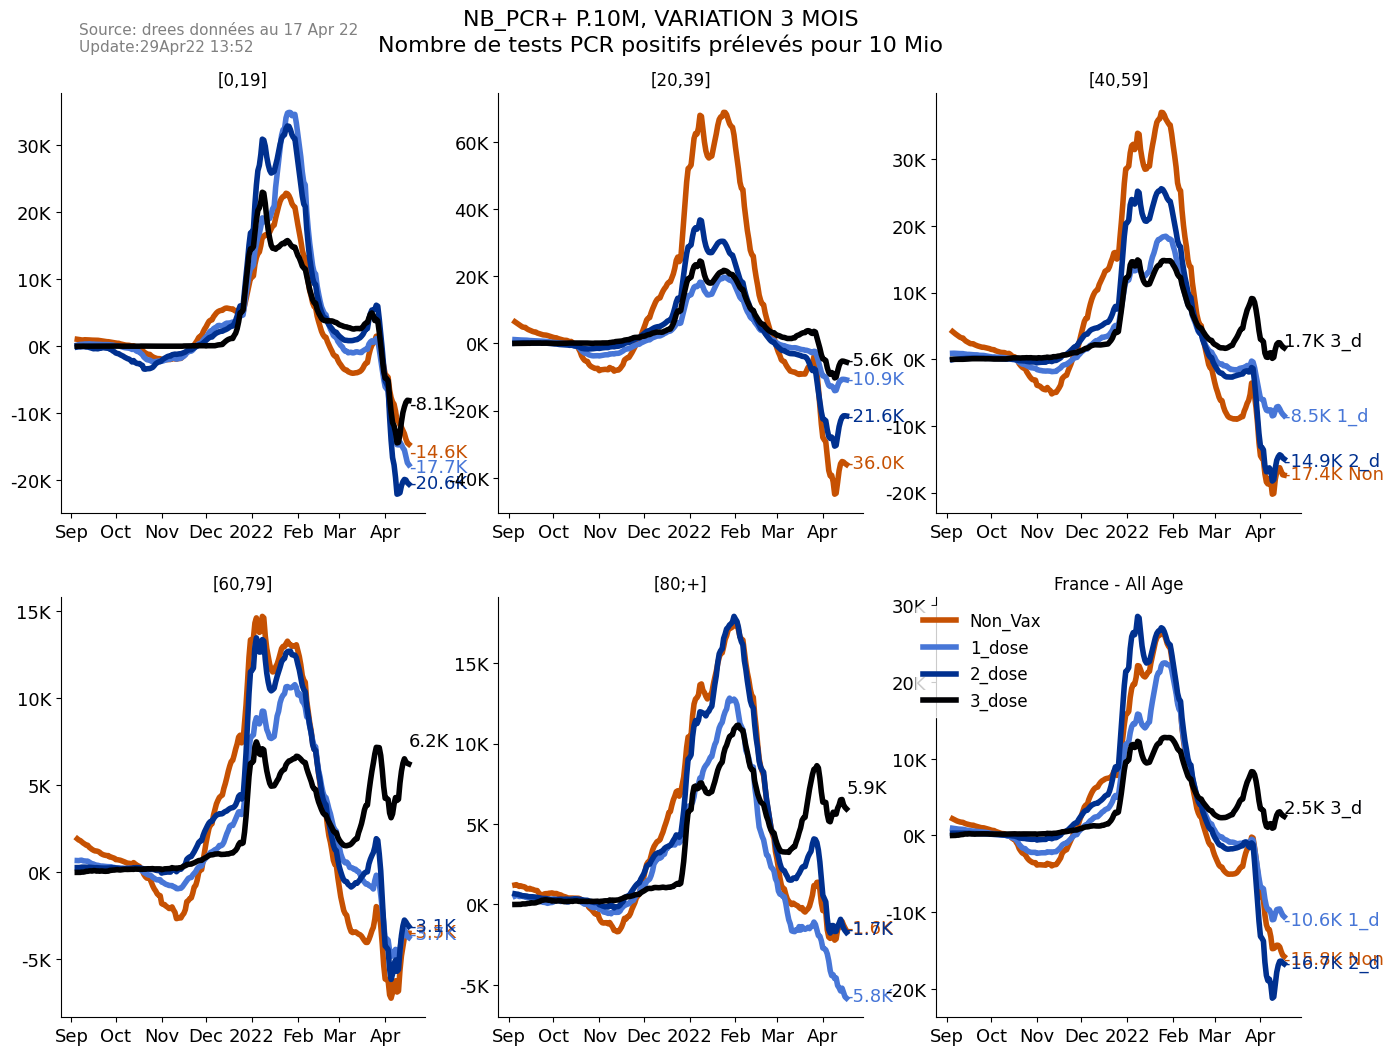 NB_PCR+ P.10M, VARIATION 3 MOIS
Source: drees données au 17 Apr 22
Nombre de tests PCR positifs prélevés pour 10 Mio
Update:29Apr22 13:52
[0,19]
30K
20K
10K
0K
-10K
-20K
-8.1K
-14.6K
-17.7K
-20.6K
Sep Oct Nov Dec 2022 Feb Mar Apr
[20,39]
60K
40K
20K
0K
-20K
-40K
-5.6K
-10.9K
-21.6K
-36.0K
Sep Oct Nov Dec 2022 Feb Mar Apr
[40,59]
30K
20K
10K
0K
-10K
-20K
1.7K 3_d
-8.5K 1_d
-14.9K 2_d
-17.4K Non
Sep Oct Nov Dec 2022 Feb Mar Apr
[60,79]
15K
10K
5K
0K
-5K
6.2K
-3.1K
-3.7K
Sep Oct Nov Dec 2022 Feb Mar Apr
[80;+]
15K
10K
5K
0K
-5K
5.9K
-1.6K
-1.7K
-5.8K
Sep Oct Nov Dec 2022 Feb Mar Apr
France - All Age
30K
20K
10K
0K
-10K
-20K
Non_Vax
1_dose
2_dose
3_dose
2.5K 3_d
-10.6K 1_d
-15.8K Non
-16.7K 2_d
Sep Oct Nov Dec 2022 Feb Mar Apr